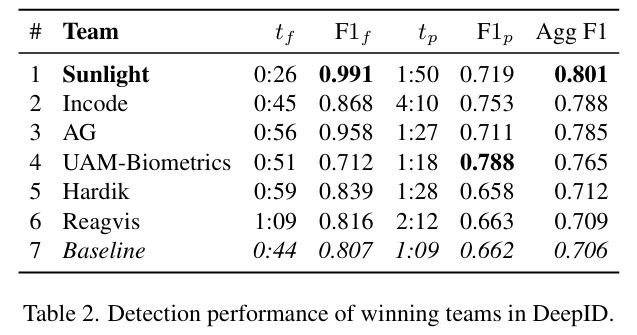 # Team t_f F1_f t_p F1_p Agg F1
1 Sunlight 0:26 0.991 1:50 0.719 0.801
2 Incode 0:45 0.868 4:10 0.753 0.788
3 AG 0:56 0.958 1:27 0.711 0.785
4 UAM-Biometrics 0:51 0.712 1:18 0.788 0.765
5 Hardik 0:59 0.839 1:28 0.658 0.712
6 Reagvis 1:09 0.816 2:12 0.663 0.709
7 Baseline 0:44 0.807 1:09 0.662 0.706
Table 2. Detection performance of winning teams in DeepID.